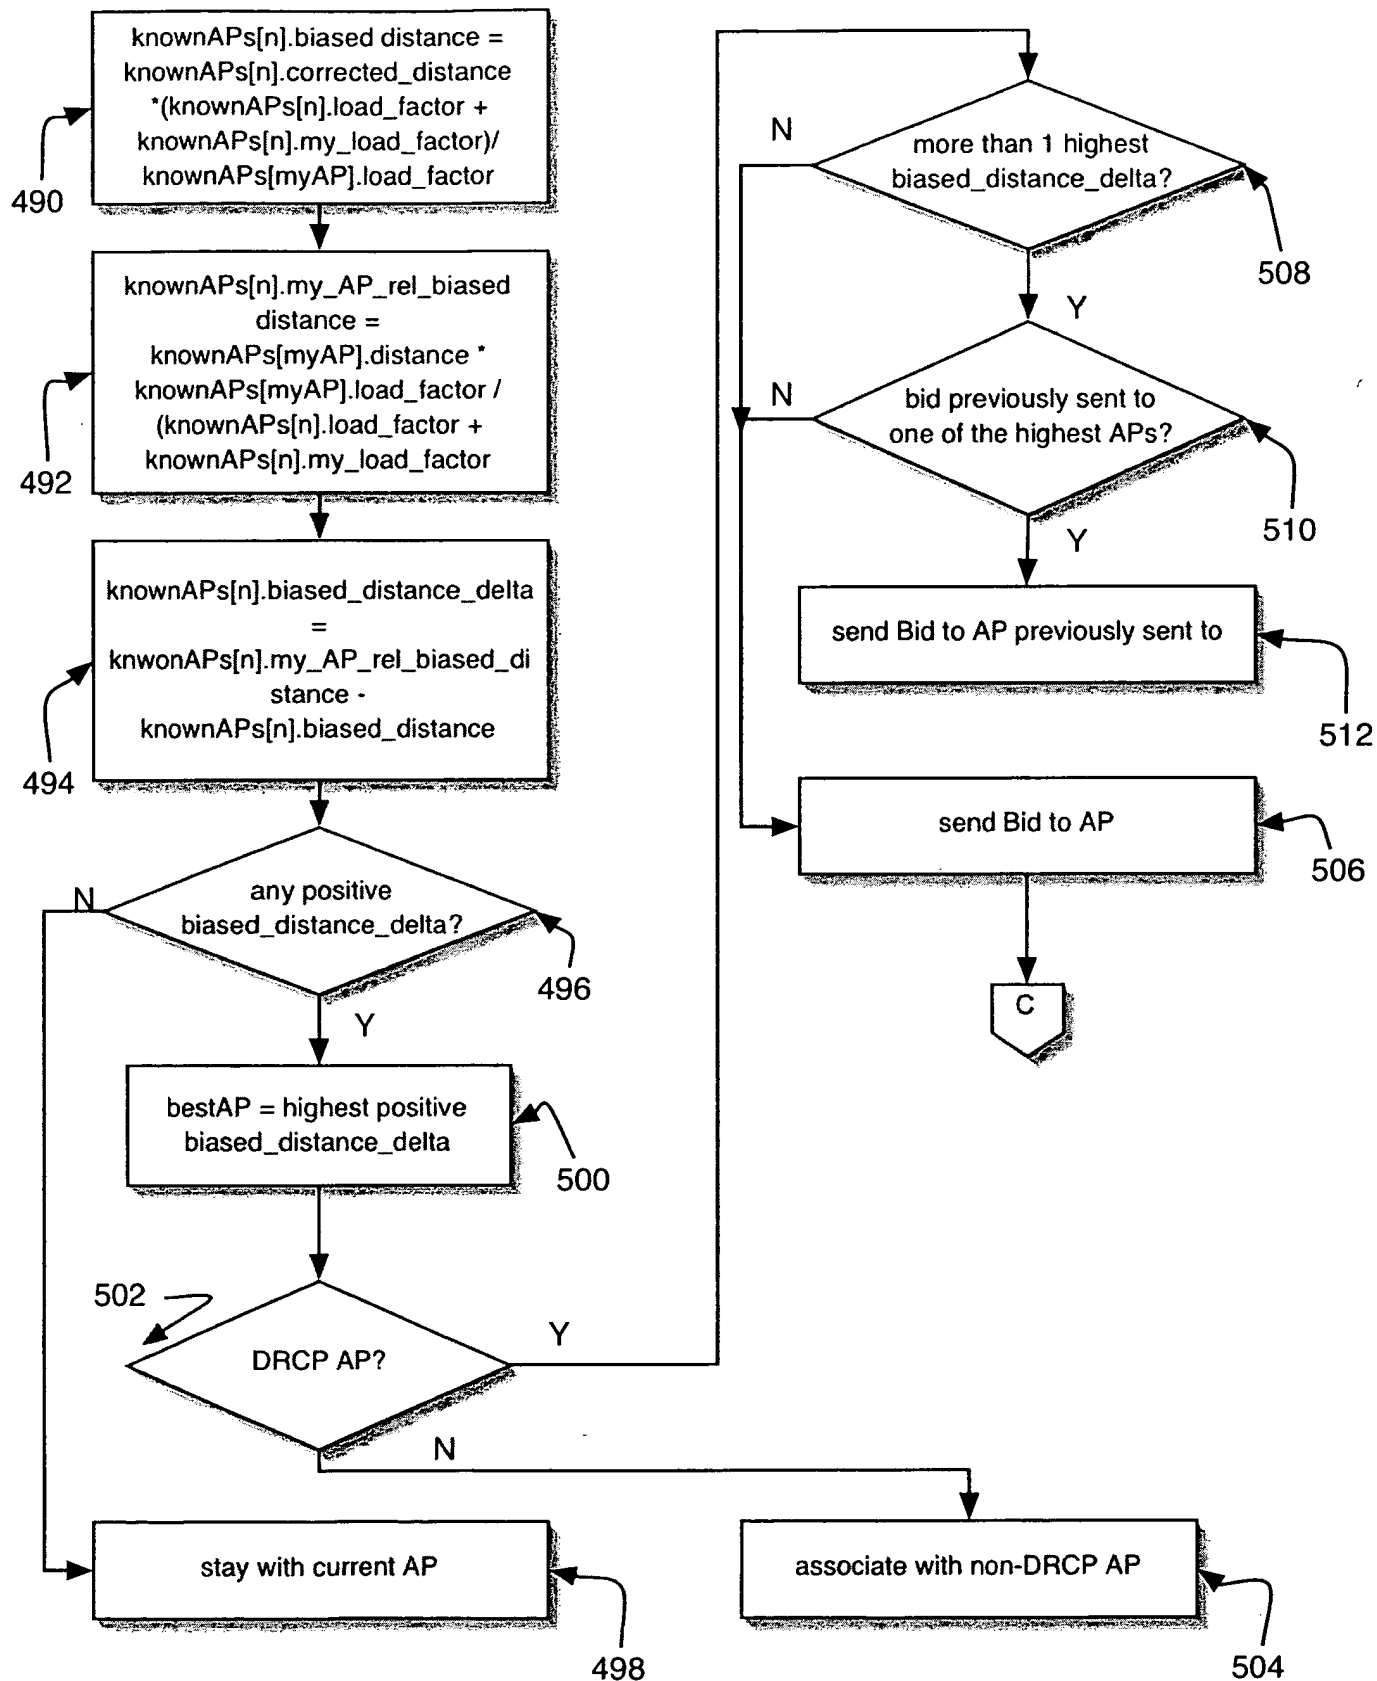 knownAPs[n].biased distance =
knownAPs[n].corrected_distance
*(knownAPs[n].load_factor +
knownAPs[n].my_load_factor)/
knownAPs[myAP].load_factor
490
knownAPs[n].my_AP_rel_biased
distance =
knownAPs[myAP].distance *
knownAPs[myAP].load_factor /
(knownAPs[n].load_factor +
knownAPs[n].my_load_factor
492
knownAPs[n].biased_distance_delta
=
knwonAPs[n].my_AP_rel_biased_di
stance -
knownAPs[n].biased_distance
494
any positive
biased_distance_delta?
N
496
Y
bestAP = highest positive
biased_distance_delta
500
502
DRCP AP?
Y
N
stay with current AP
498
associate with non-DRCP AP
504
more than 1 highest
biased_distance_delta?
N
508
Y
bid previously sent to
one of the highest APs?
N
510
Y
send Bid to AP previously sent to
512
send Bid to AP
506
C